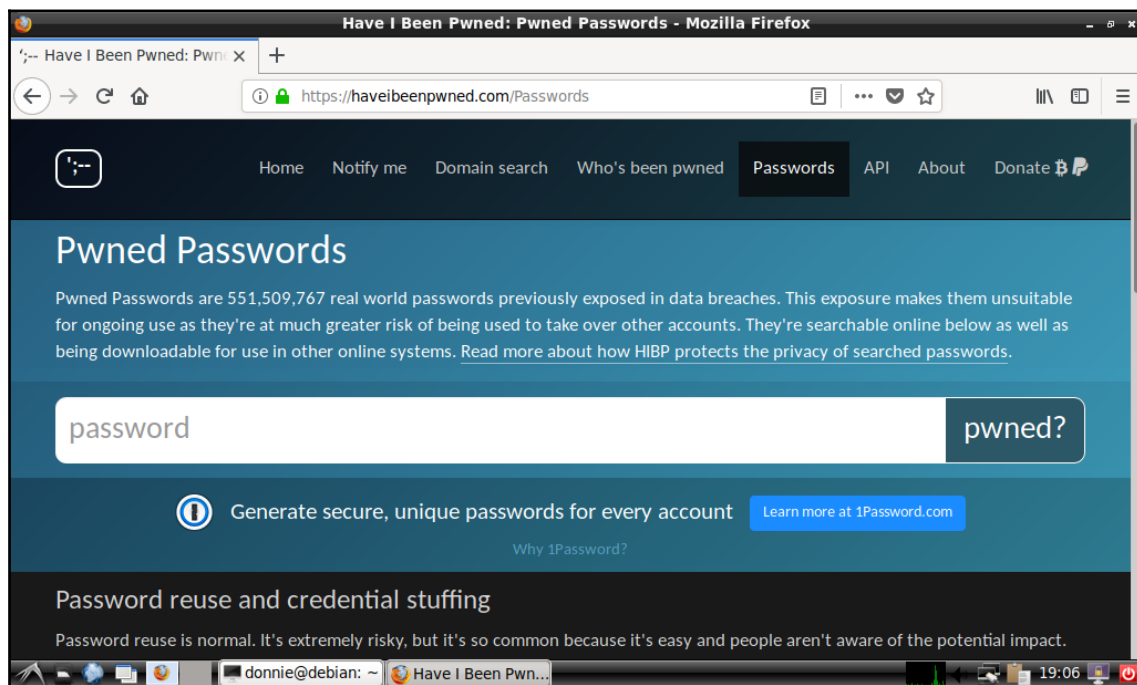 Have I Been Pwned: Pwned Passwords - Mozilla Firefox
';-- Have I Been Pwned: Pwn
https://haveibeenpwned.com/Passwords
';--
Home Notify me Domain search Who's been pwned Passwords API About Donate
Pwned Passwords
Pwned Passwords are 551,509,767 real world passwords previously exposed in data breaches. This exposure makes them unsuitable
for ongoing use as they're at much greater risk of being used to take over other accounts. They're searchable online below as well as
being downloadable for use in other online systems. Read more about how HIBP protects the privacy of searched passwords.
password pwned?
Generate secure, unique passwords for every account Learn more at 1Password.com
Why 1Password?
Password reuse and credential stuffing
Password reuse is normal. It's extremely risky, but it's so common because it's easy and people aren't aware of the potential impact.
donnie@debian: ~ Have I Been Pwn... 19:06